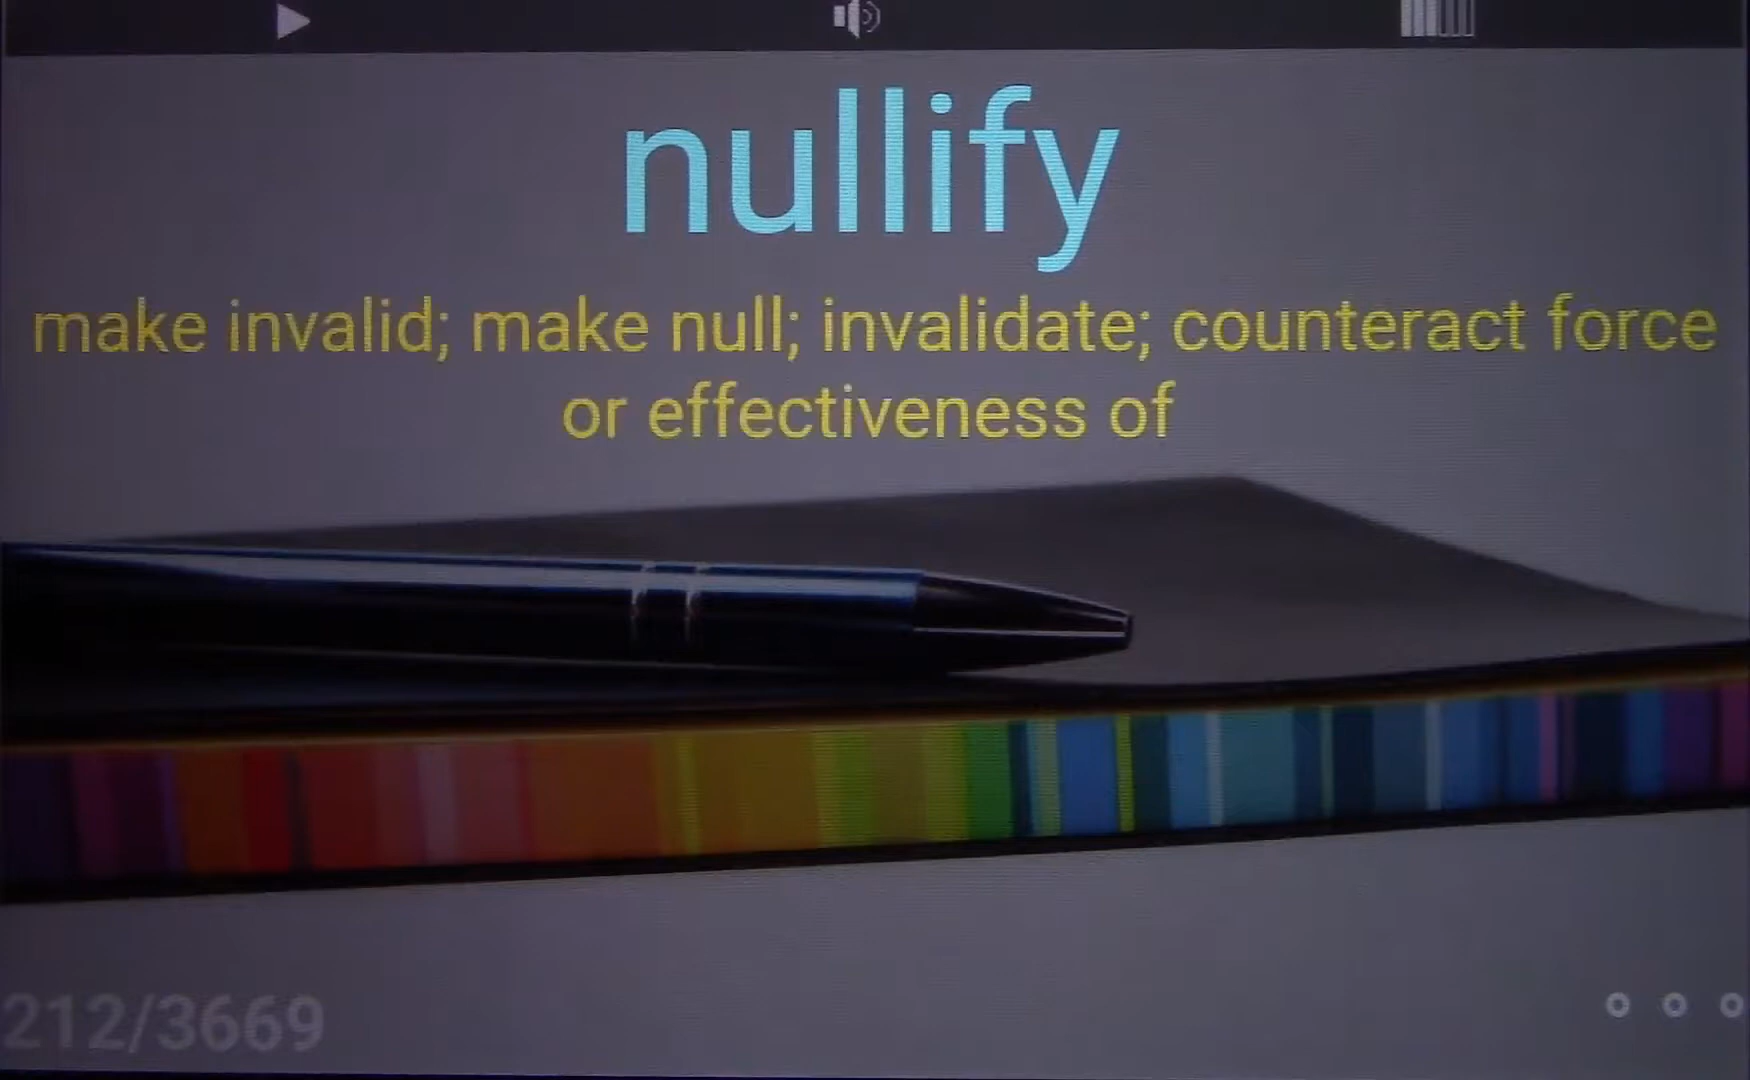 nullify
make invalid; make null; invalidate; counteract force
or effectiveness of
212/3669